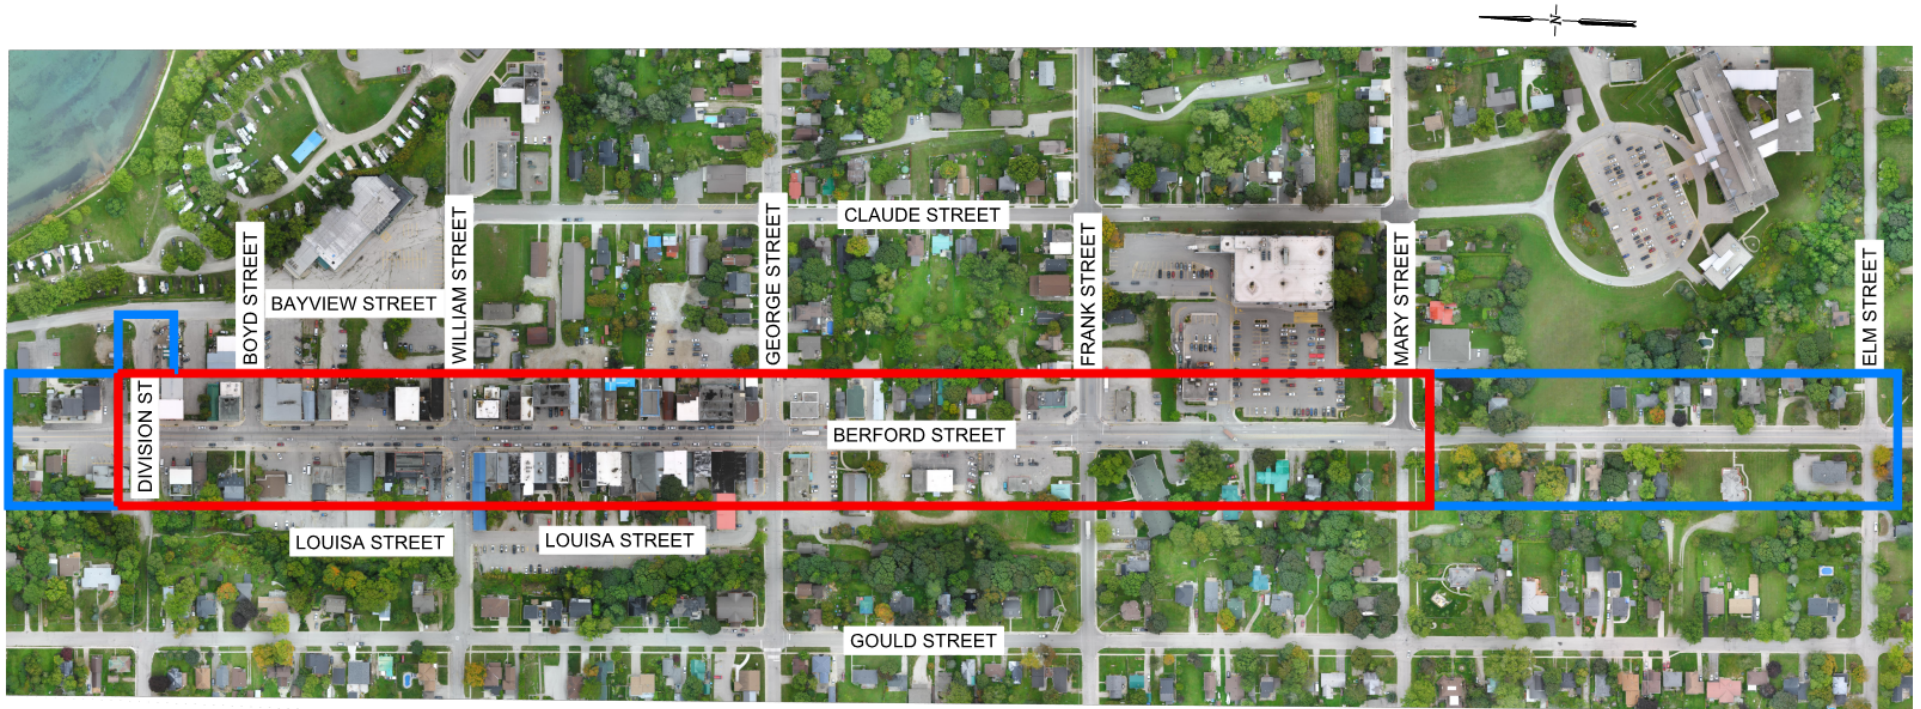 N
CLAUDE STREET
BOYD STREET
WILLIAM STREET
GEORGE STREET
FRANK STREET
MARY STREET
ELM STREET
BAYVIEW STREET
DIVISION ST
BERFORD STREET
LOUISA STREET
LOUISA STREET
GOULD STREET